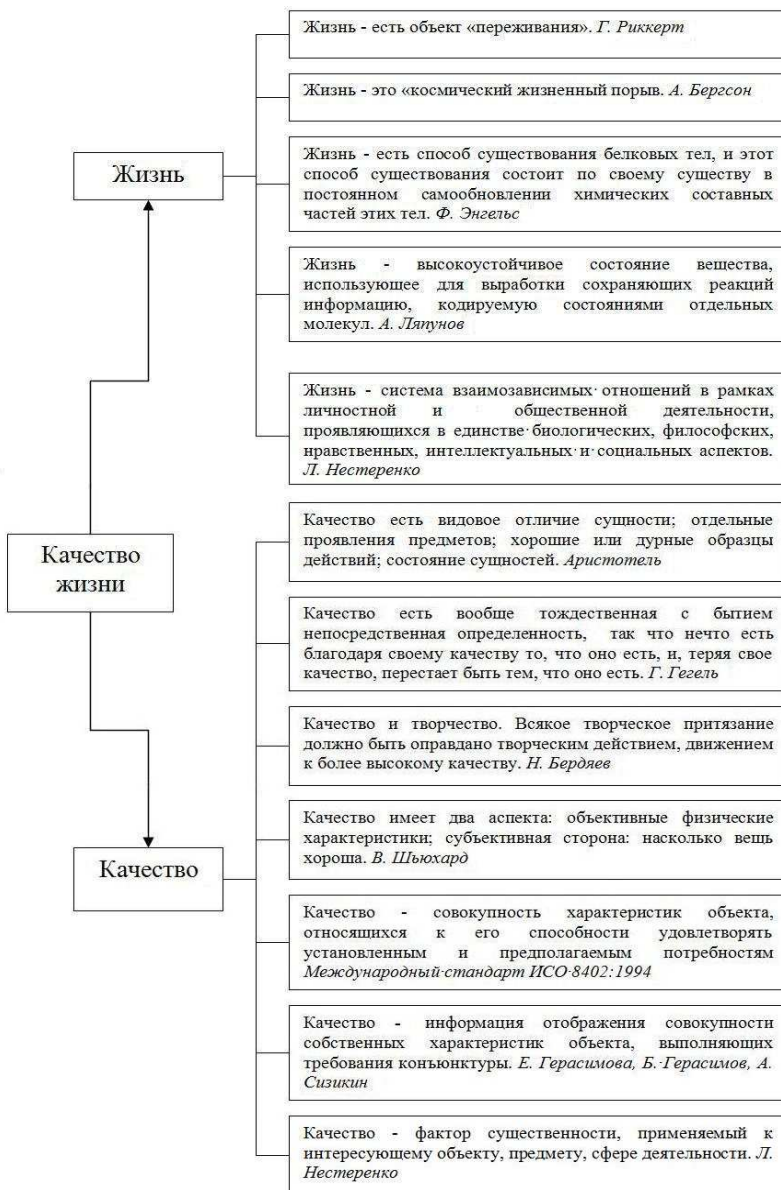 Жизнь - есть объект «переживания». Г. Риккерт
Жизнь - это «космический жизненный порыв. А. Бергсон
Жизнь
Жизнь - есть способ существования белковых тел, и этот
способ существования состоит по своему существу в
постоянном самообновлении химических составных
частей этих тел. Ф. Энгельс
Жизнь - высокоустойчивое состояние вещества,
использующее для выработки сохраняющих реакций
информацию, кодируемую состояниями отдельных
молекул. А. Ляпунов
Жизнь - система взаимозависимых·отношений в рамках
личностной и общественной деятельности,
проявляющихся в единстве·биологических, философских,
нравственных, интеллектуальных·и·социальных аспектов.
Л. Нестеренко
Качество
жизни
Качество есть видовое отличие сущности; отдельные
проявления предметов; хорошие или дурные образцы
действий; состояние сущностей. Аристотель
Качество есть вообще тождественная с бытием
непосредственная определенность, так что нечто есть
благодаря своему качеству то, что оно есть, и, теряя свое
качество, перестает быть тем, что оно есть. Г. Гегель
Качество и творчество. Всякое творческое притязание
должно быть оправдано творческим действием, движением
к более высокому качеству. Н. Бердяев
Качество имеет два аспекта: объективные физические
характеристики; субъективная сторона: насколько вещь
хороша. В. Шьюхард
Качество
Качество - совокупность характеристик объекта,
относящихся к его способности удовлетворять
установленным и предполагаемым потребностям
Международный·стандарт ИСО·8402:1994
Качество - информация отображения совокупности
собственных характеристик объекта, выполняющих
требования конъюнктуры. Е. Герасимова, Б.·Герасимов, А.
Сизикин
Качество - фактор существенности, применяемый к
интересующему объекту, предмету, сфере деятельности. Л.
Нестеренко